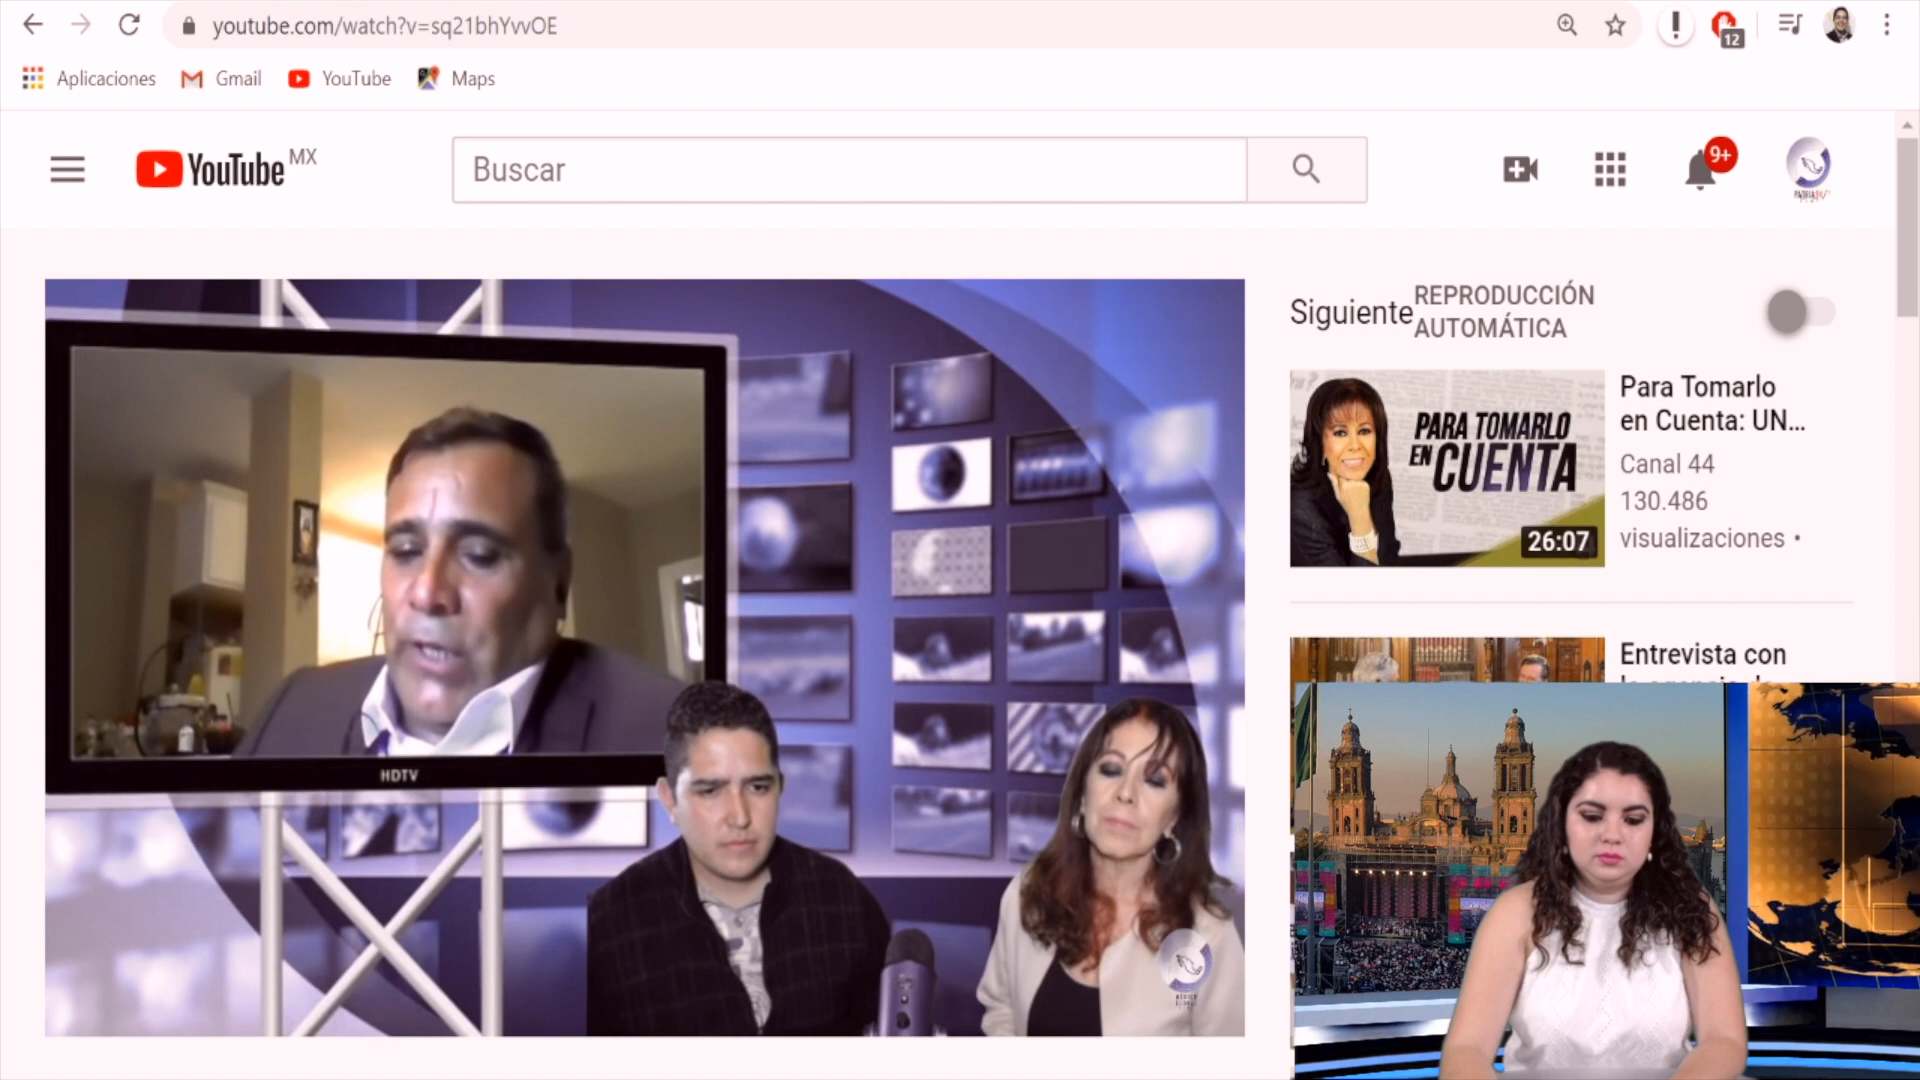 youtube.com/watch?v=sq21bhYvvOE
12
Aplicaciones
Gmail
YouTube
Maps
YouTube MX
Buscar
9+
Siguiente
REPRODUCCIÓN
AUTOMÁTICA
PARA TOMARLO
EN CUENTA
26:07
Para Tomarlo
en Cuenta: UN...
Canal 44
130.486
visualizaciones •
Entrevista con
HDTV